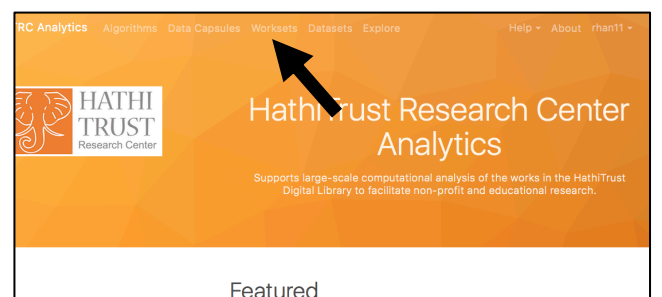 TRC Analytics Algorithms Data Capsules Worksets Datasets Explore Help About rhan11
HATHI
TRUST
Research Center
HathiTrust Research Center
Analytics
Supports large-scale computational analysis of the works in the HathiTrust
Digital Library to facilitate non-profit and educational research.
Featured